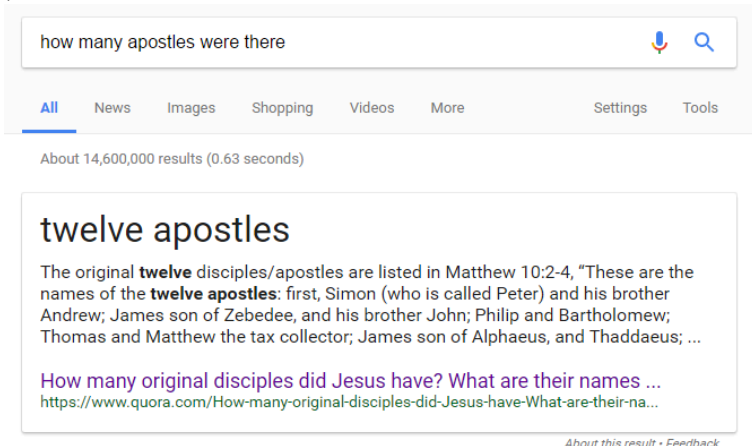 how many apostles were there
All News Images Shopping Videos More Settings Tools
About 14,600,000 results (0.63 seconds)
twelve apostles
The original twelve disciples/apostles are listed in Matthew 10:2-4, “These are the
names of the twelve apostles: first, Simon (who is called Peter) and his brother
Andrew; James son of Zebedee, and his brother John; Philip and Bartholomew;
Thomas and Matthew the tax collector; James son of Alphaeus, and Thaddaeus; ...
How many original disciples did Jesus have? What are their names ...
https://www.quora.com/How-many-original-disciples-did-Jesus-have-What-are-their-na...
About this result • Feedback